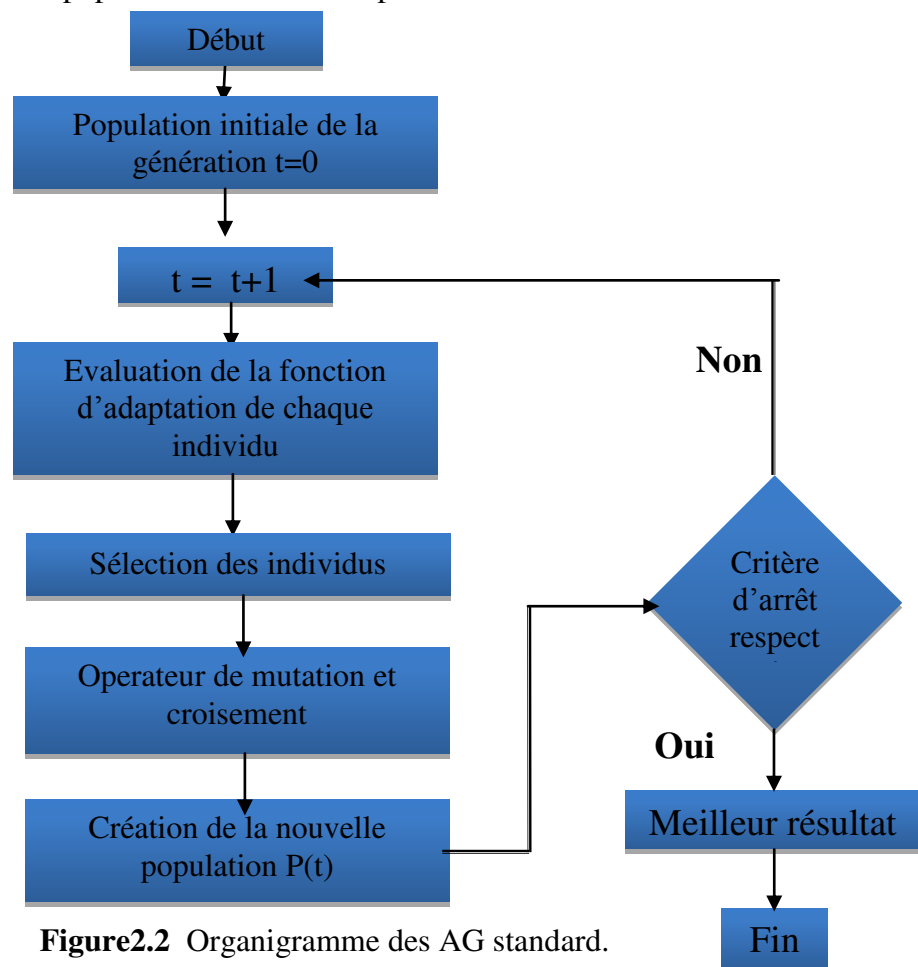 Début
Population initiale de la
génération t=0
t = t+1
Evaluation de la fonction
d’adaptation de chaque
individu
Sélection des individus
Operateur de mutation et
croisement
Création de la nouvelle
population P(t)
Non
Critère
d’arrêt
respect
Oui
Meilleur résultat
Fin
Figure2.2 Organigramme des AG standard.